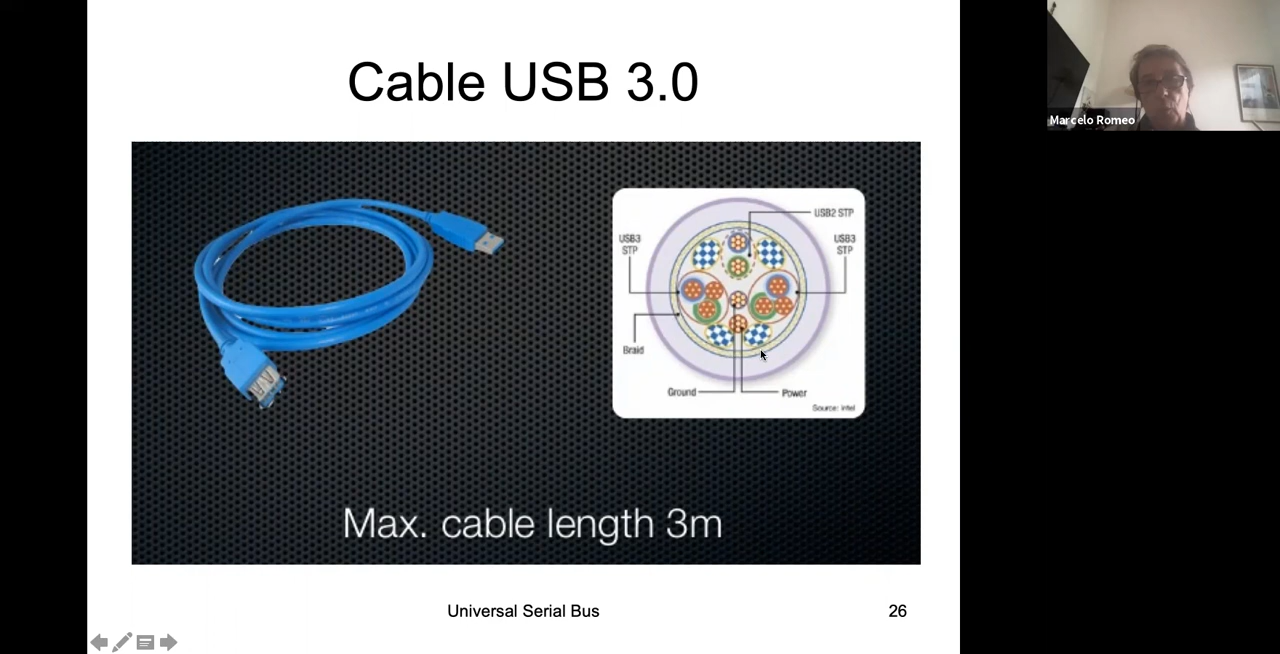 Cable USB 3.0
Marcelo Romeo
USB2 STP
USB3
STP
USB3
STP
Braid
Ground
Power
Source: Intel
Max. cable length 3m
Universal Serial Bus
26